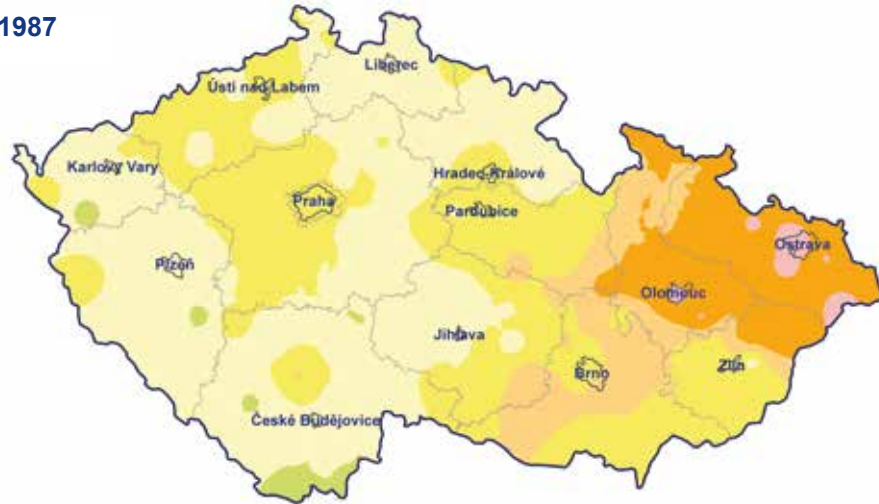 1987
Liberec
Ústí nad Labem
Karlovy Vary
Hradec Králové
Praha
Pardubice
Ostrava
Plzeň
Olomouc
Jihlava
Zlín
Brno
České Budějovice